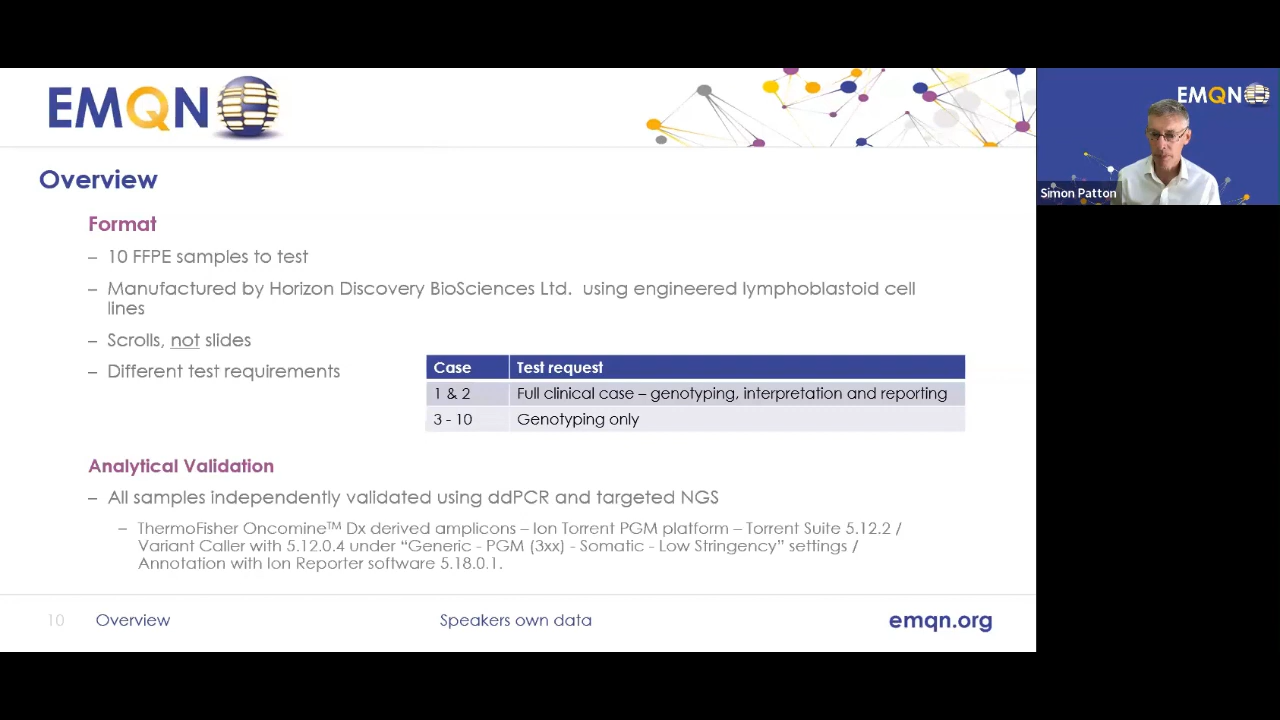 EMQN
EMQN
Simon Patton
Overview
Format
– 10 FFPE samples to test
– Manufactured by Horizon Discovery BioSciences Ltd. using engineered lymphoblastoid cell
lines
– Scrolls, not slides
– Different test requirements
Case Test request
1 & 2 Full clinical case – genotyping, interpretation and reporting
3 - 10 Genotyping only
Analytical Validation
– All samples independently validated using ddPCR and targeted NGS
– ThermoFisher Oncomine™ Dx derived amplicons – Ion Torrent PGM platform – Torrent Suite 5.12.2 /
Variant Caller with 5.12.0.4 under “Generic - PGM (3xx) - Somatic - Low Stringency” settings /
Annotation with Ion Reporter software 5.18.0.1.
10 Overview Speakers own data emqn.org